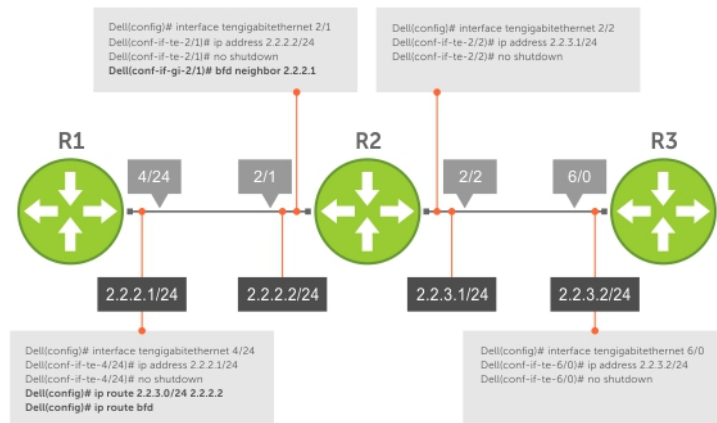 Dell(config)# interface tengigabitethernet 2/1
Dell(conf-if-te-2/1)# ip address 2.2.2.2/24
Dell(conf-if-te-2/1)# no shutdown
Dell(conf-if-gi-2/1)# bfd neighbor 2.2.2.1
Dell(config)# interface tengigabitethernet 2/2
Dell(conf-if-te-2/2)# ip address 2.2.3.1/24
Dell(conf-if-te-2/2)# no shutdown
R1
R2
R3
4/24
2/1
2/2
6/0
2.2.2.1/24
2.2.2.2/24
2.2.3.1/24
2.2.3.2/24
Dell(config)# interface tengigabitethernet 4/24
Dell(conf-if-te-4/24)# ip address 2.2.2.1/24
Dell(conf-if-te-4/24)# no shutdown
Dell(config)# ip route 2.2.3.0/24 2.2.2.2
Dell(config)# ip route bfd
Dell(config)# interface tengigabitethernet 6/0
Dell(conf-if-te-6/0)# ip address 2.2.3.2/24
Dell(conf-if-te-6/0)# no shutdown